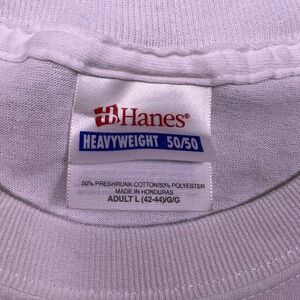 Hanes®
HEAVYWEIGHT 50/50
50% PRESHRUNK COTTON/50% POLYESTER
MADE IN HONDURAS
ADULT L (42-44)/G/G